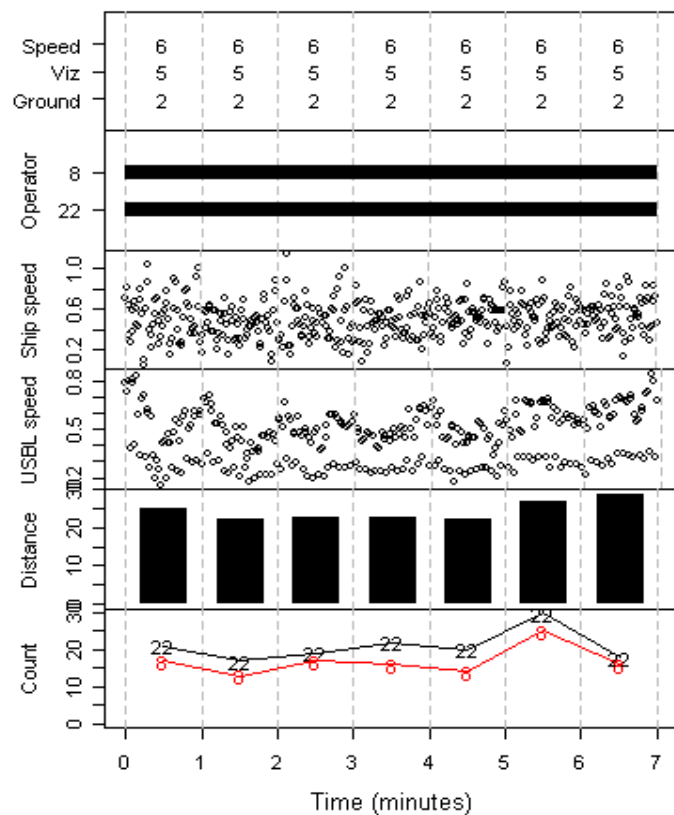 Speed 6 6 6 6 6 6 6
Viz 5 5 5 5 5 5 5
Ground 2 2 2 2 2 2 2
Operator
8
22
Ship speed
1.0
0.6
0.2
USBL speed
0.8
0.5
0.2
Distance
30
20
10
0
Count
30
20
10
0
22 22 22 22 22 22 22
8 8 8 8 8 8 8
0 1 2 3 4 5 6 7
Time (minutes)